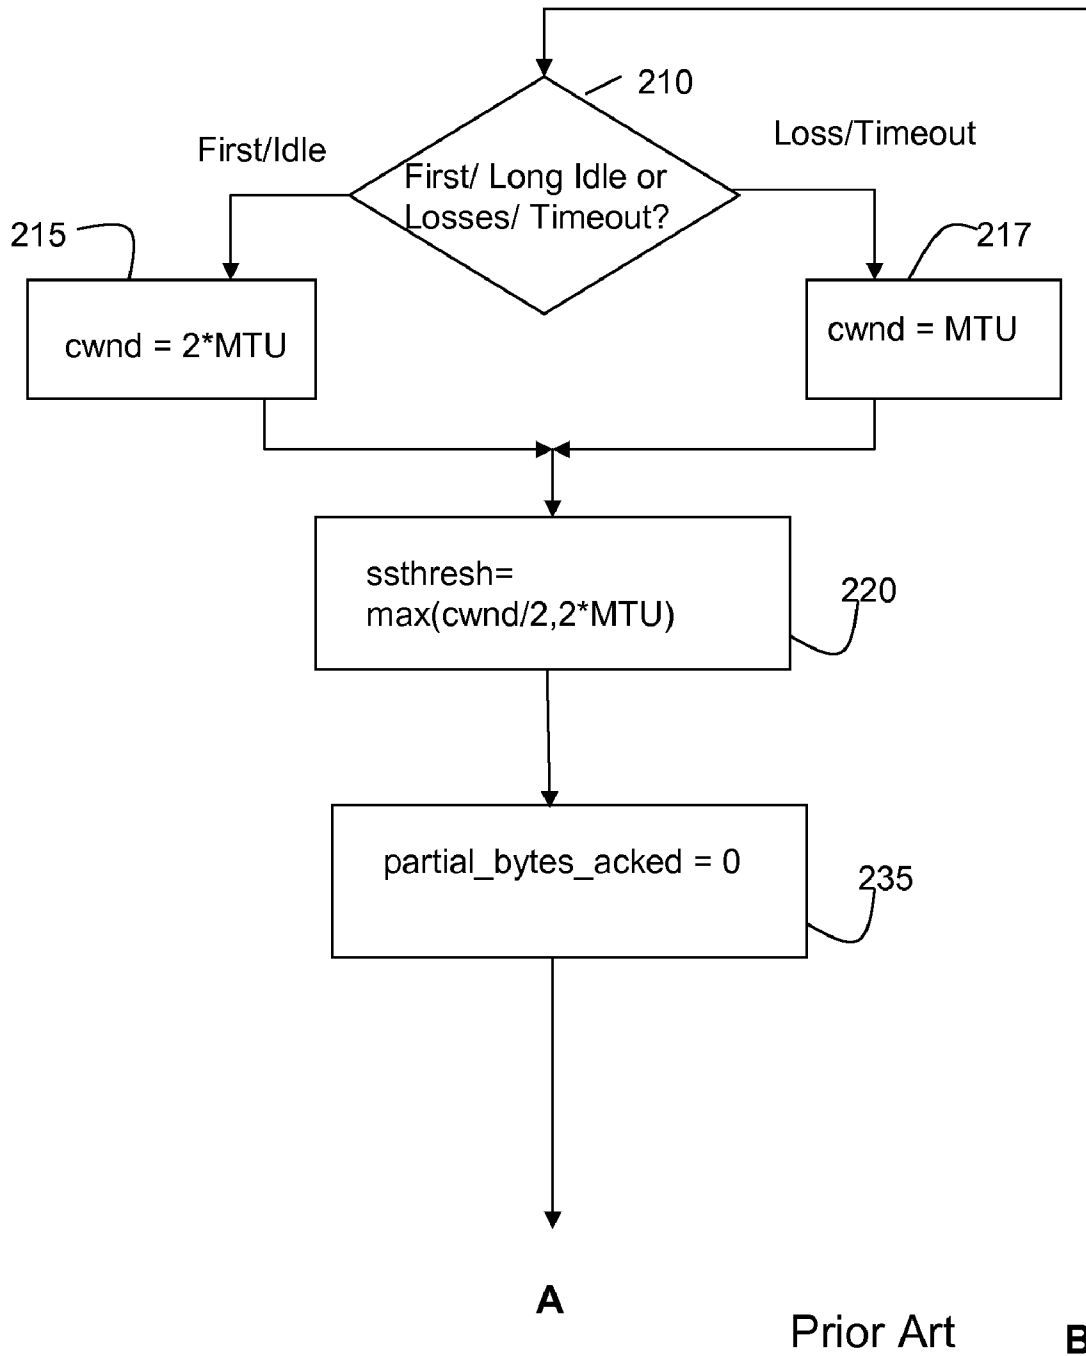 210
First/Idle
Loss/Timeout
First/ Long Idle or
Losses/ Timeout?
215
217
cwnd = 2*MTU
cwnd = MTU
ssthresh=
max(cwnd/2,2*MTU)
220
partial_bytes_acked = 0
235
A
Prior Art
B